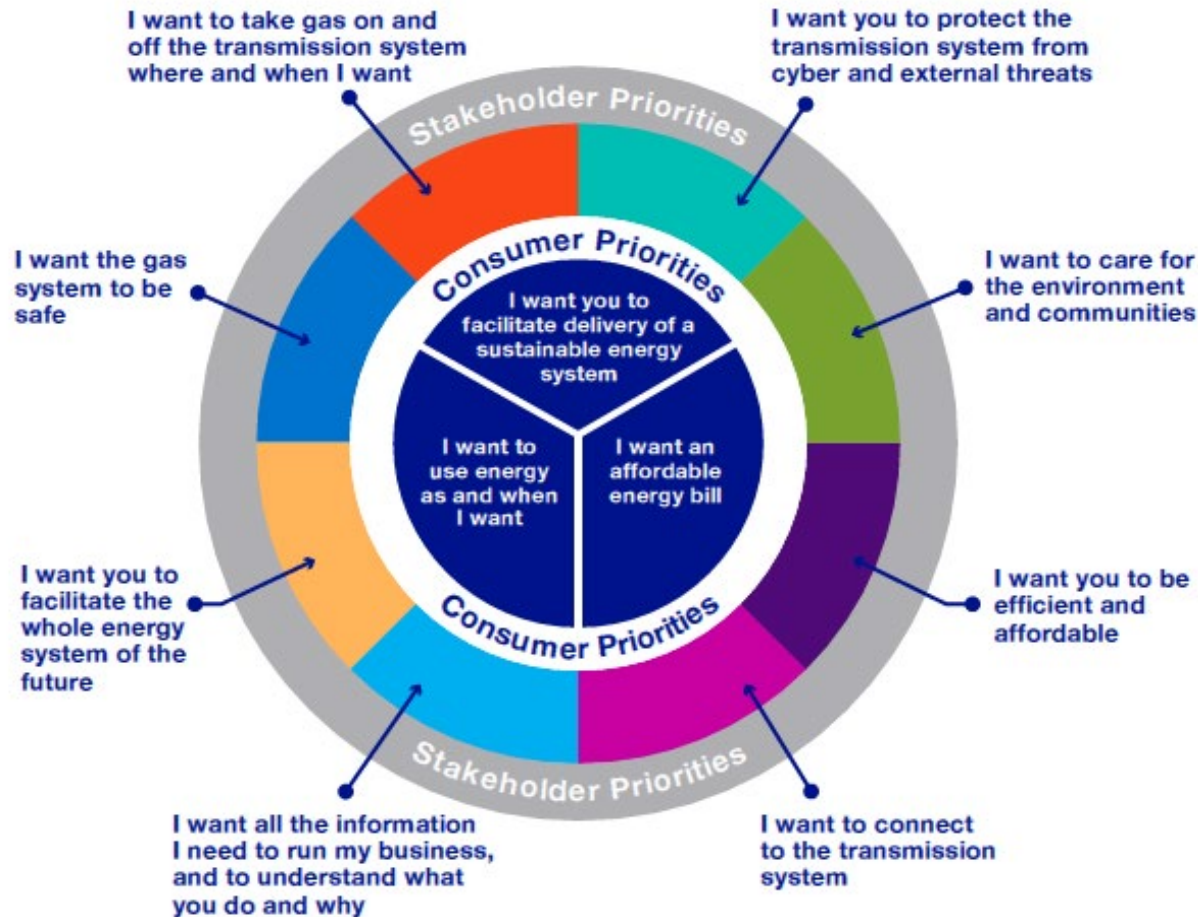 I want to take gas on and
off the transmission system
where and when I want
I want you to protect the
transmission system from
cyber and external threats
Stakeholder Priorities
I want the gas
system to be
safe
I want to care for
the environment
and communities
Consumer Priorities
I want you to
facilitate delivery of a
sustainable energy
system
I want to
use energy
as and when
I want
I want an
affordable
energy bill
Consumer Priorities
I want you to
facilitate the
whole energy
system of the
future
I want you to be
efficient and
affordable
Stakeholder Priorities
I want all the information
I need to run my business,
and to understand what
you do and why
I want to connect
to the transmission
system